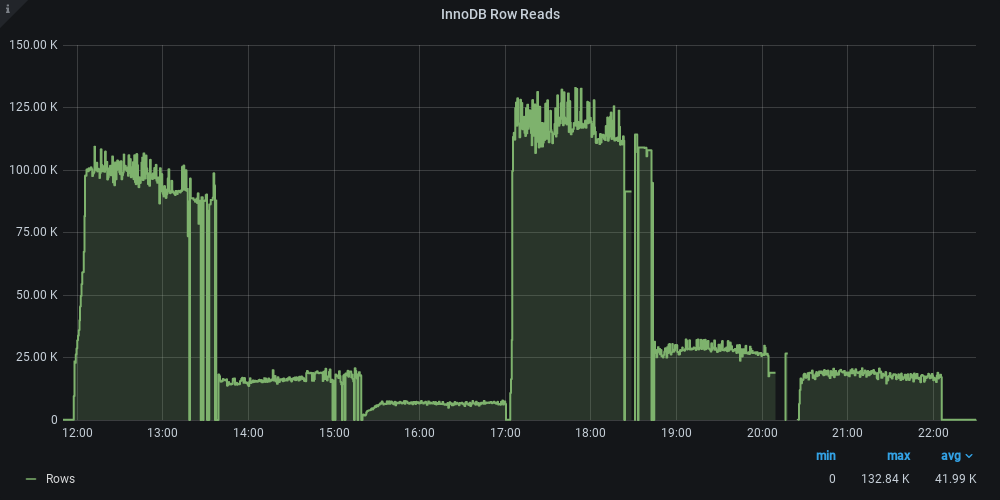 i
InnoDB Row Reads
150.00 K
125.00 K
100.00 K
75.00 K
50.00 K
25.00 K
0
12:00 13:00 14:00 15:00 16:00 17:00 18:00 19:00 20:00 21:00 22:00
min max avg
Rows 0 132.84 K 41.99 K